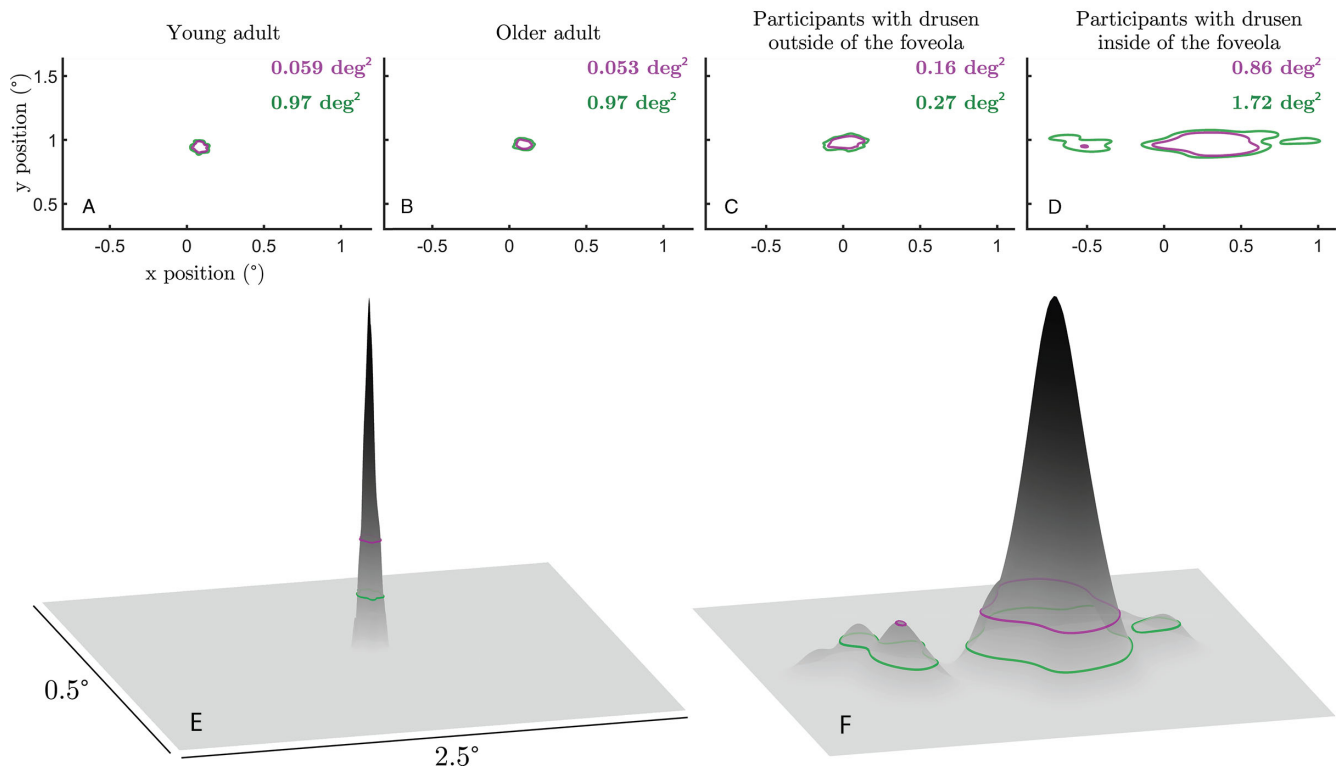 Young adult
Older adult
Participants with drusen
outside of the foveola
Participants with drusen
inside of the foveola
y position (°)
1.5
1
0.5
0.059 deg²
0.97 deg²
A
-0.5 0 0.5 1
x position (°)
0.053 deg²
0.97 deg²
B
-0.5 0 0.5 1
0.16 deg²
0.27 deg²
C
-0.5 0 0.5 1
0.86 deg²
1.72 deg²
D
-0.5 0 0.5 1
0.5°
E
2.5°
F